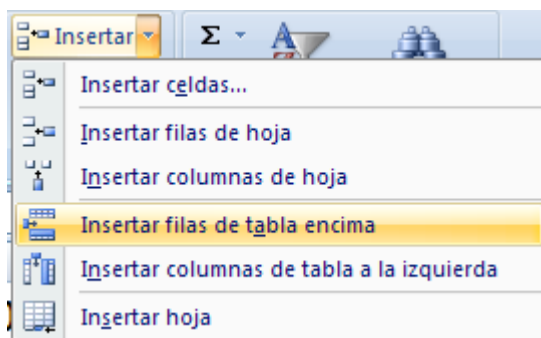 Insertar Σ
Insertar celdas...
Insertar filas de hoja
Insertar columnas de hoja
Insertar filas de tabla encima
Insertar columnas de tabla a la izquierda
Insertar hoja